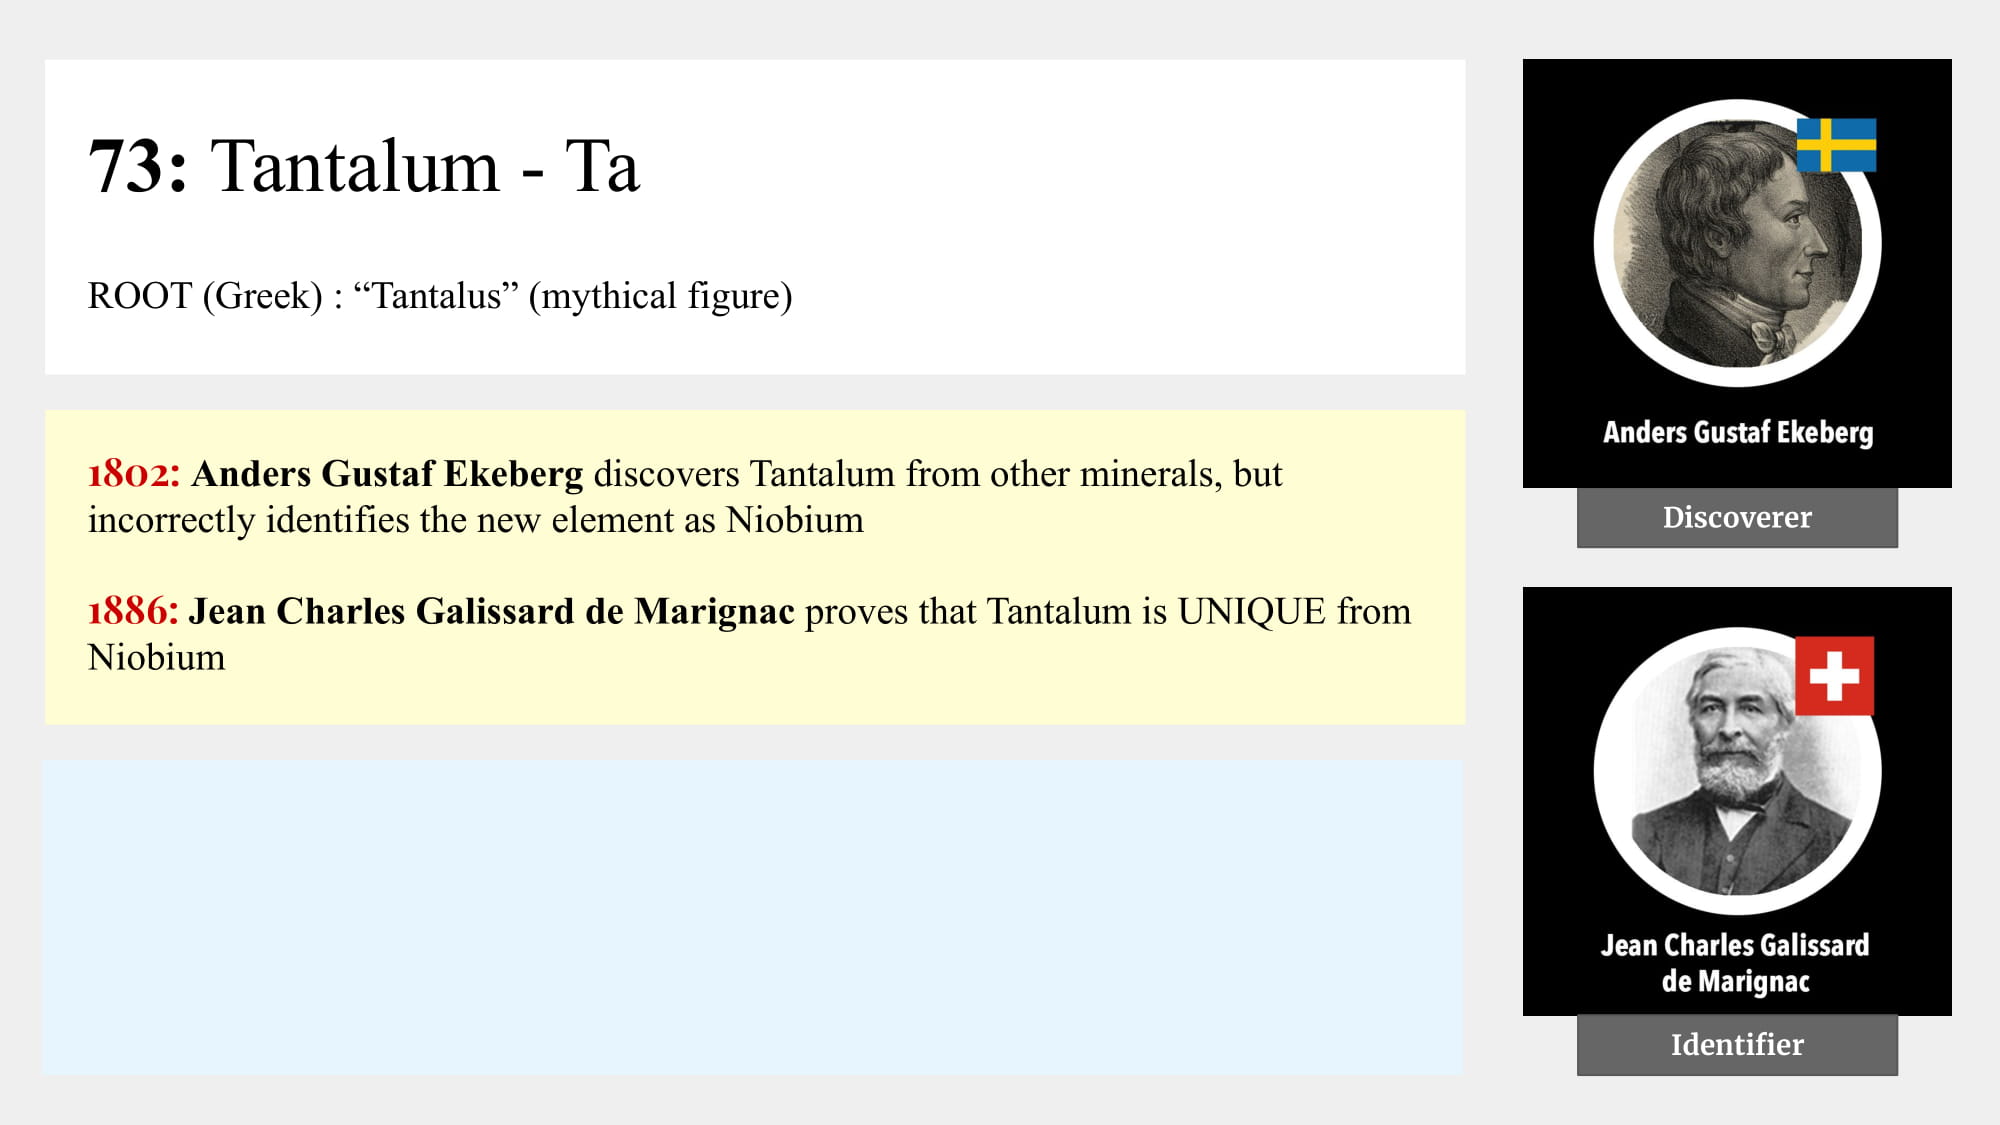 73: Tantalum - Ta
ROOT (Greek) : “Tantalus” (mythical figure)
1802: Anders Gustaf Ekeberg discovers Tantalum from other minerals, but
incorrectly identifies the new element as Niobium
1886: Jean Charles Galissard de Marignac proves that Tantalum is UNIQUE from
Niobium
Anders Gustaf Ekeberg
Discoverer
Jean Charles Galissard
de Marignac
Identifier